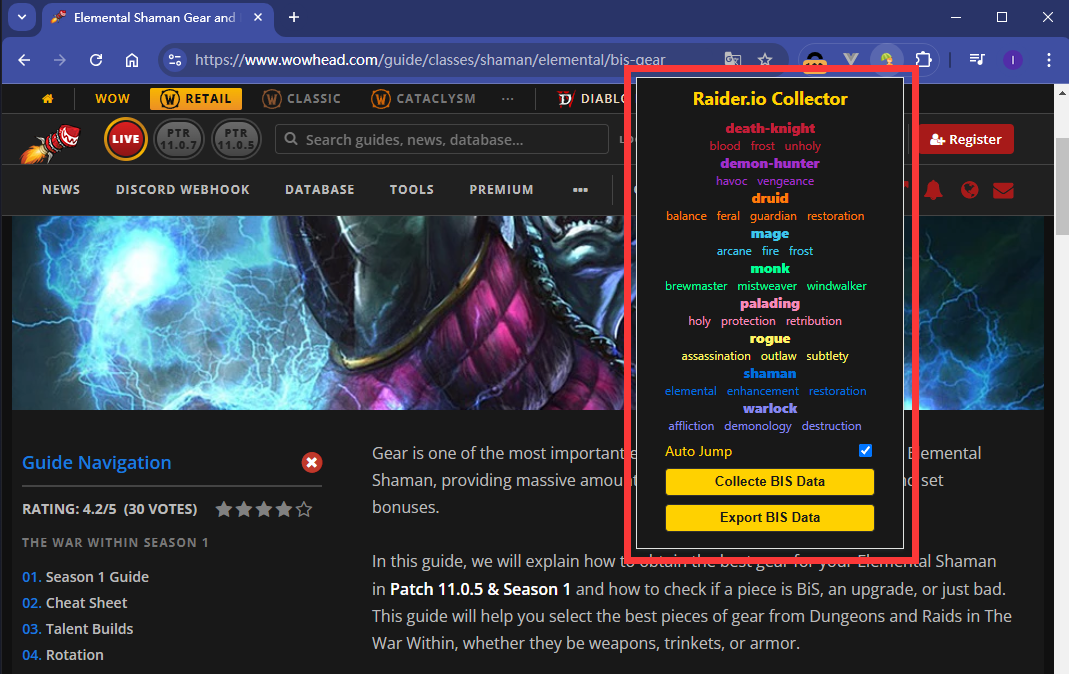 Elemental Shaman Gear and
https://www.wowhead.com/guide/classes/shaman/elemental/bis-gear
WOW RETAIL CLASSIC CATACLYSM ... DIABLO
LIVE PTR 11.0.7 PTR 11.0.5 Search guides, news, database... Register
NEWS DISCORD WEBHOOK DATABASE TOOLS PREMIUM
Raider.io Collector
death-knight
blood frost unholy
demon-hunter
havoc vengeance
druid
balance feral guardian restoration
mage
arcane fire frost
monk
brewmaster mistweaver windwalker
palading
holy protection retribution
rogue
assassination outlaw subtlety
shaman
elemental enhancement restoration
warlock
affliction demonology destruction
Auto Jump
Collecte BIS Data
Export BIS Data
Guide Navigation
RATING: 4.2/5 (30 VOTES)
THE WAR WITHIN SEASON 1
01. Season 1 Guide
02. Cheat Sheet
03. Talent Builds
04. Rotation
Gear is one of the most important Elemental
Shaman, providing massive set
bonuses.
In this guide, we will explain how to obtain the best gear for your Elemental Shaman
in Patch 11.0.5 & Season 1 and how to check if a piece is BiS, an upgrade, or just bad.
This guide will help you select the best pieces of gear from Dungeons and Raids in The
War Within, whether they be weapons, trinkets, or armor.